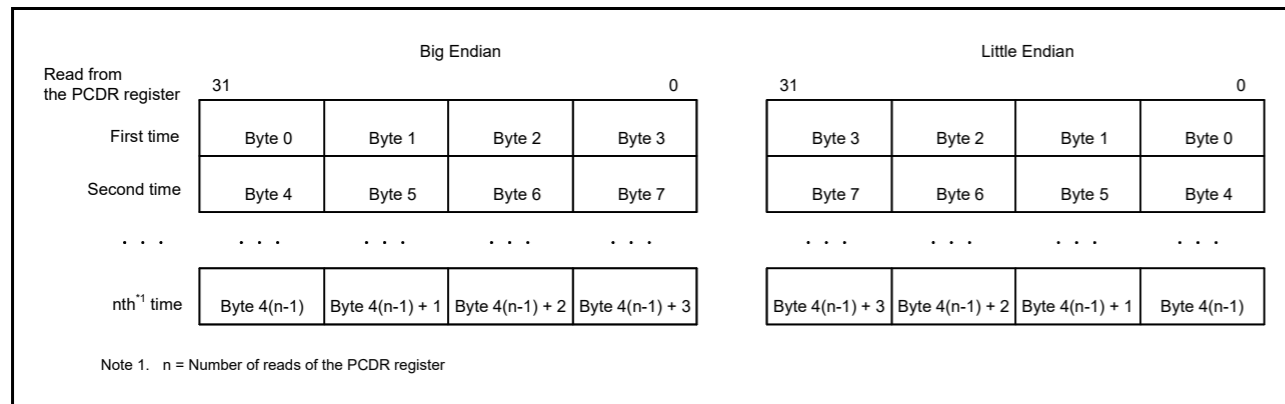 Big Endian Little Endian
Read from
the PCDR register
31 0 31 0
First time Byte 0 Byte 1 Byte 2 Byte 3 Byte 3 Byte 2 Byte 1 Byte 0
Second time Byte 4 Byte 5 Byte 6 Byte 7 Byte 7 Byte 6 Byte 5 Byte 4
. . . . . . . . . . . . . . . . . . . . . . . . . . .
nth*1 time Byte 4(n-1) Byte 4(n-1) + 1 Byte 4(n-1) + 2 Byte 4(n-1) + 3 Byte 4(n-1) + 3 Byte 4(n-1) + 2 Byte 4(n-1) + 1 Byte 4(n-1)
Note 1. n = Number of reads of the PCDR register